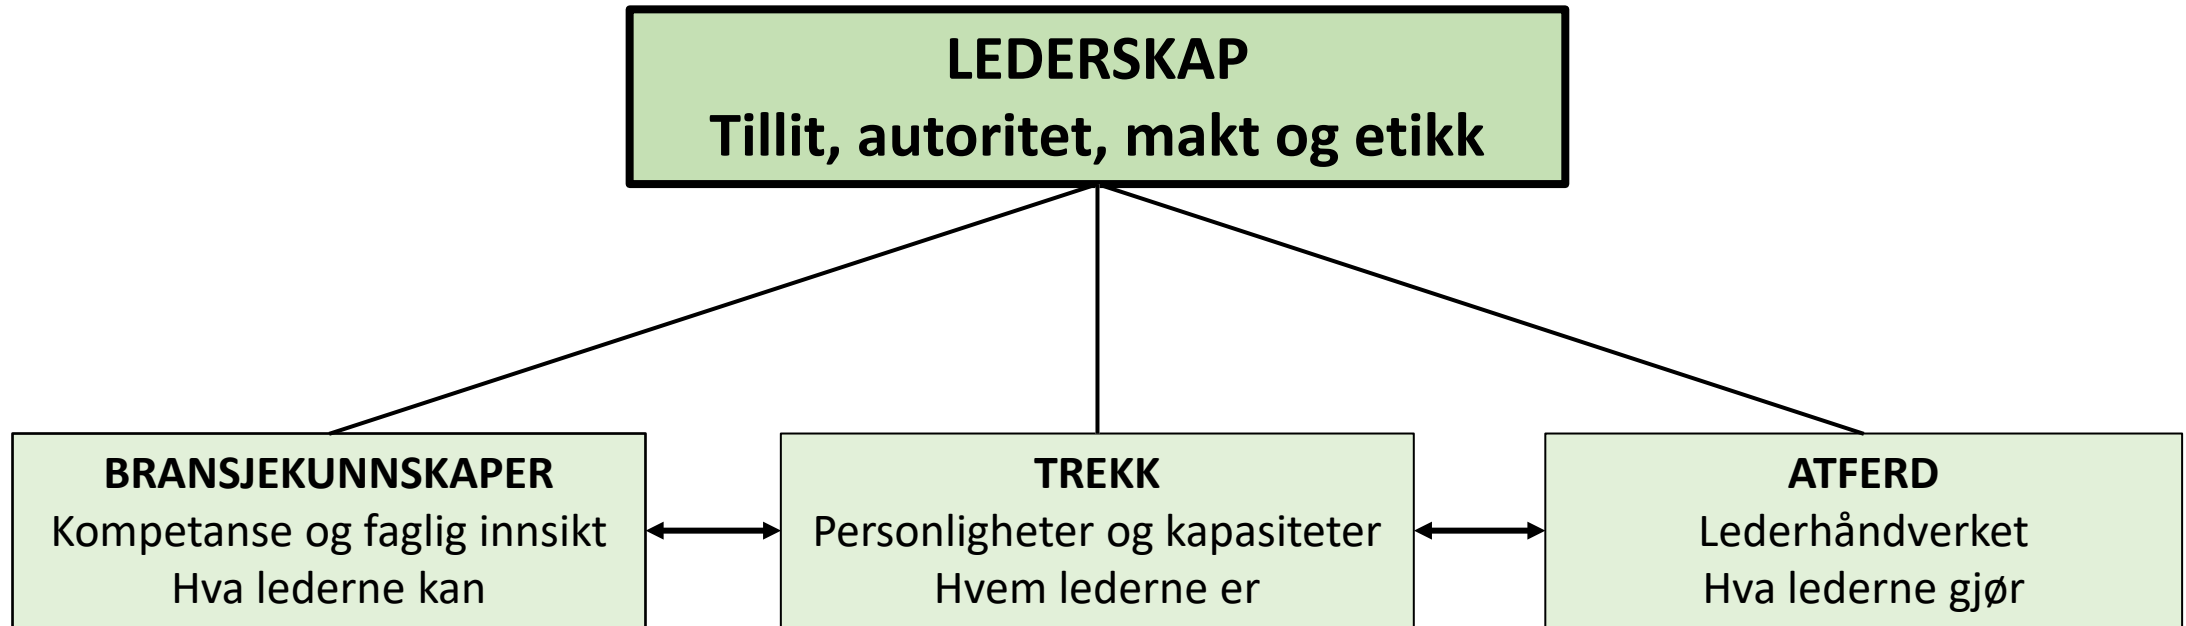 LEDERSKAP
Tillit, autoritet, makt og etikk
BRANSJEKUNNSKAPER
Kompetanse og faglig innsikt
Hva lederne kan
TREKK
Personligheter og kapasiteter
Hvem lederne er
ATFERD
Lederhåndverket
Hva lederne gjør